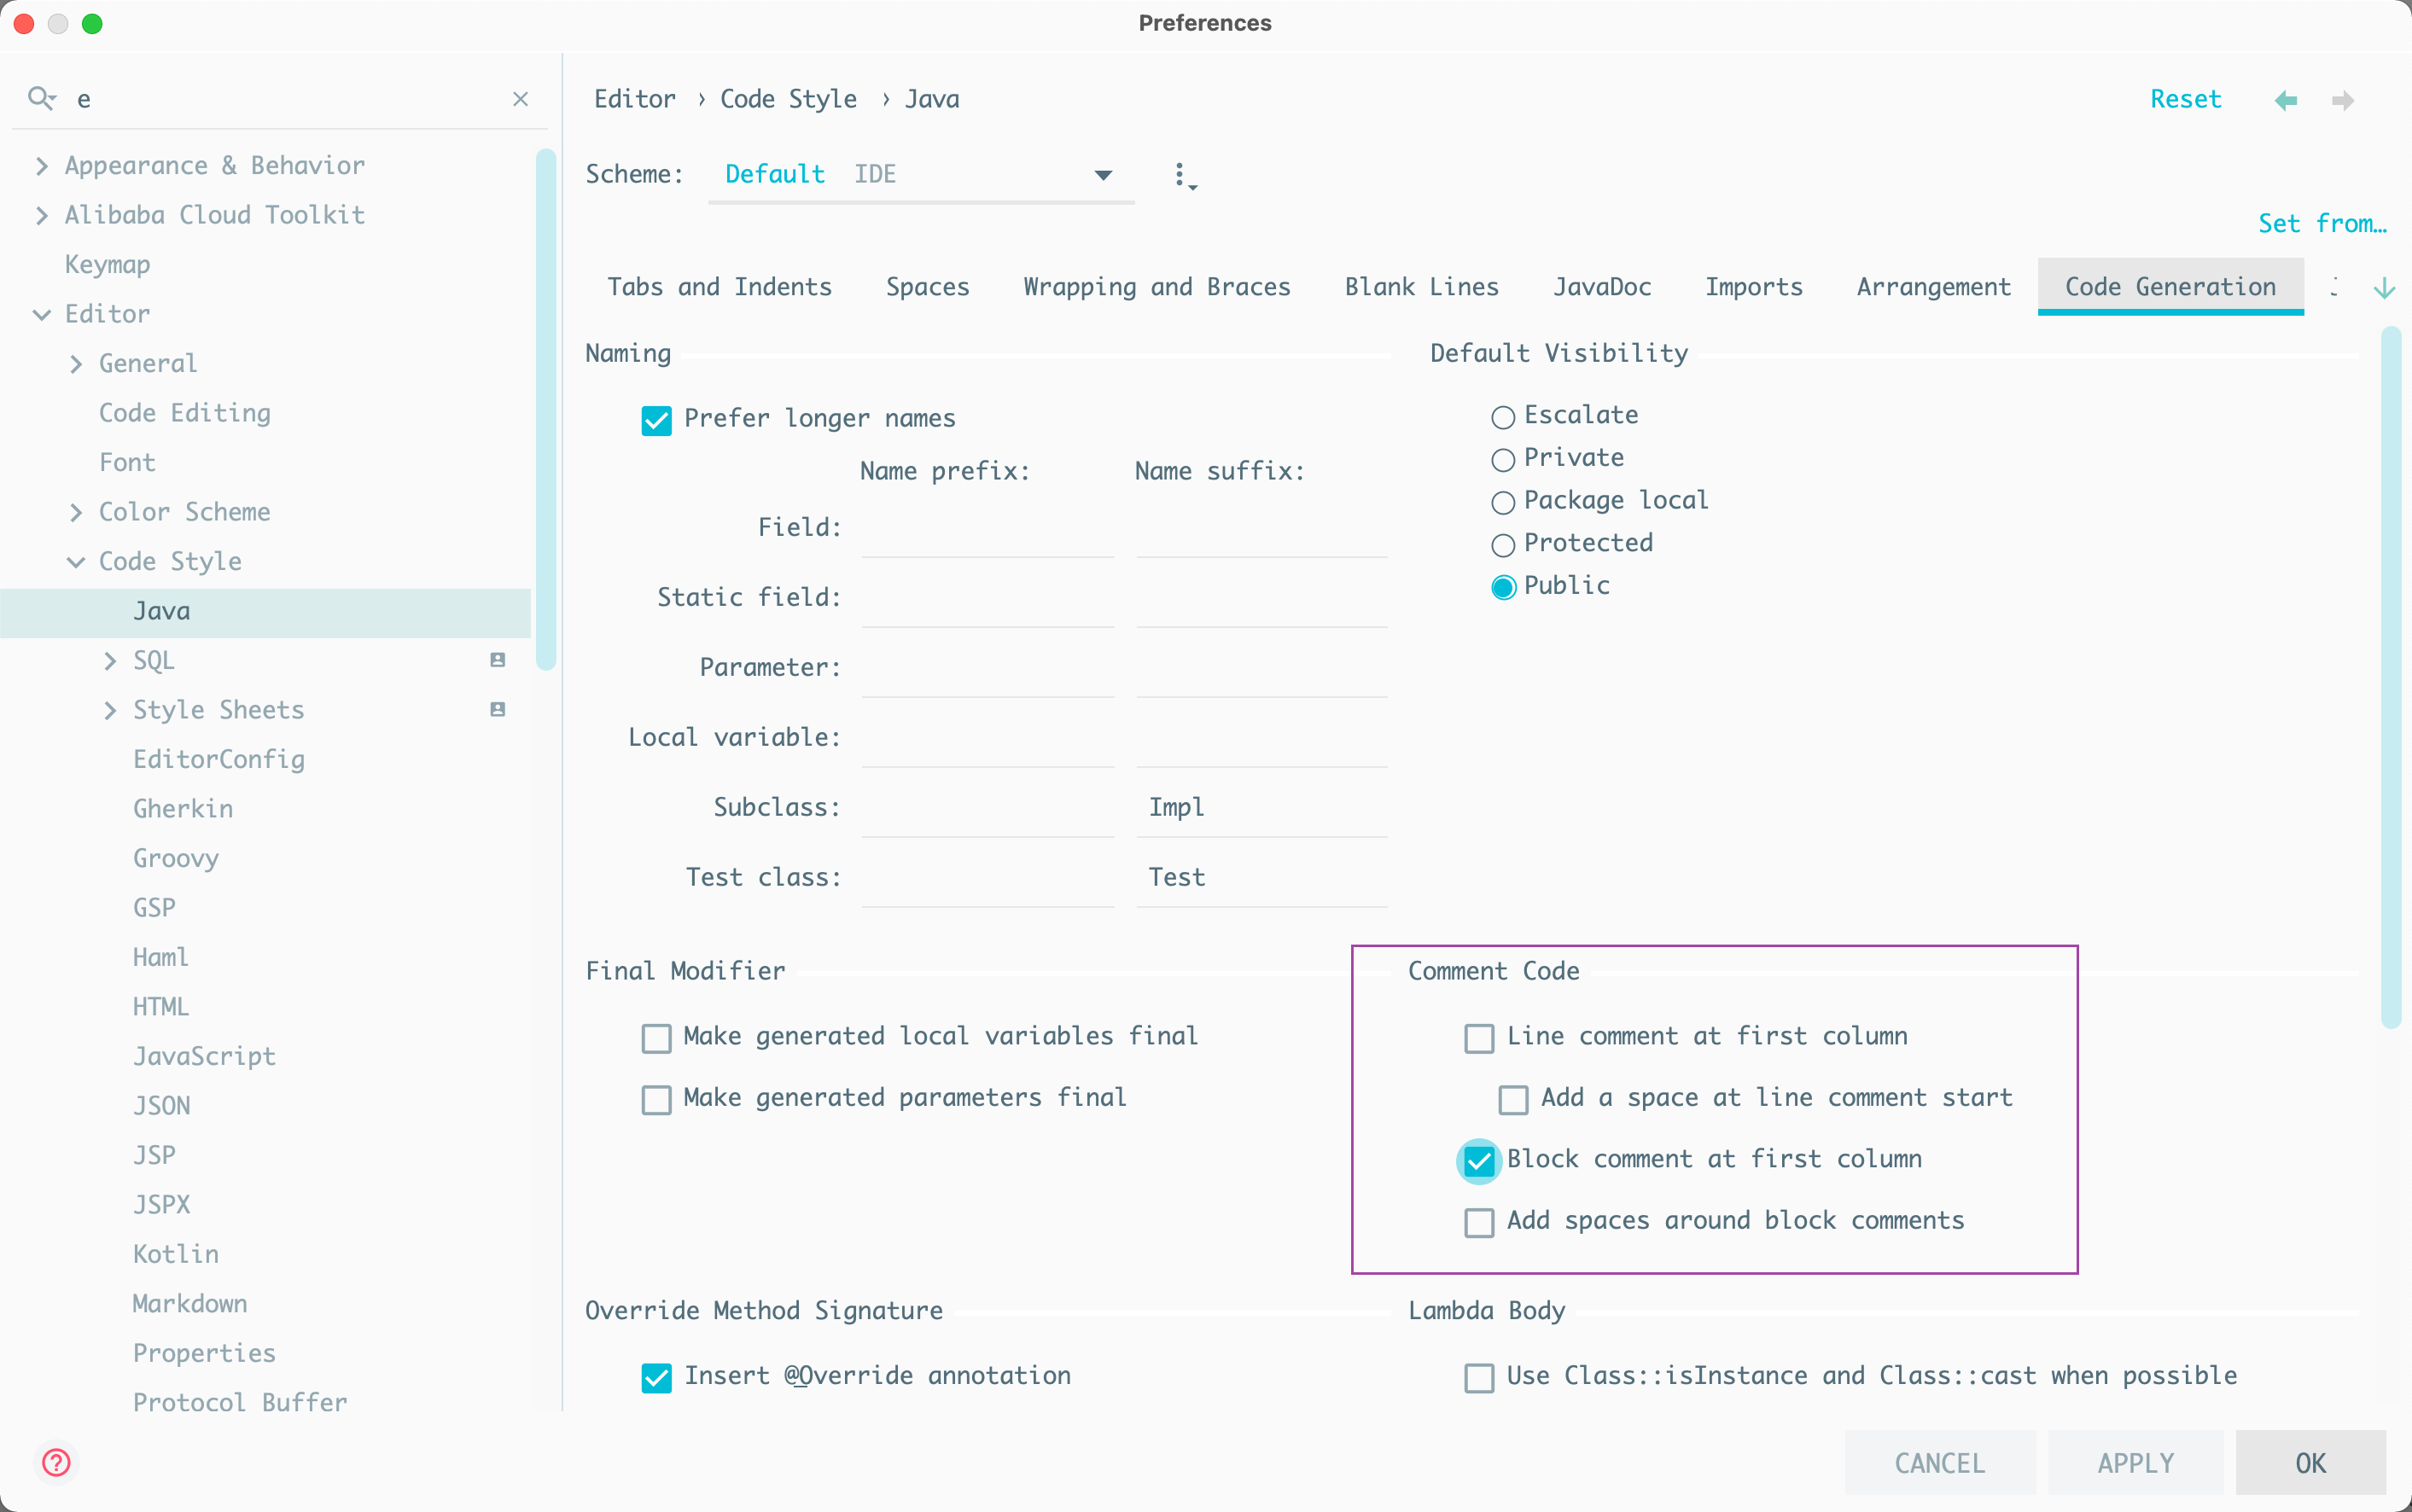 Preferences
e
Appearance & Behavior
Alibaba Cloud Toolkit
Keymap
Editor
General
Code Editing
Font
Color Scheme
Code Style
Java
SQL
Style Sheets
EditorConfig
Gherkin
Groovy
GSP
Haml
HTML
JavaScript
JSON
JSP
JSPX
Kotlin
Markdown
Properties
Protocol Buffer
Editor › Code Style › Java
Reset
Scheme: Default IDE
Set from…
Tabs and Indents Spaces Wrapping and Braces Blank Lines JavaDoc Imports Arrangement Code Generation
Naming
Prefer longer names
Name prefix: Name suffix:
Field:
Static field:
Parameter:
Local variable:
Subclass: Impl
Test class: Test
Default Visibility
Escalate
Private
Package local
Protected
Public
Final Modifier
Make generated local variables final
Make generated parameters final
Comment Code
Line comment at first column
Add a space at line comment start
Block comment at first column
Add spaces around block comments
Override Method Signature
Insert @Override annotation
Lambda Body
Use Class::isInstance and Class::cast when possible
?
CANCEL APPLY OK